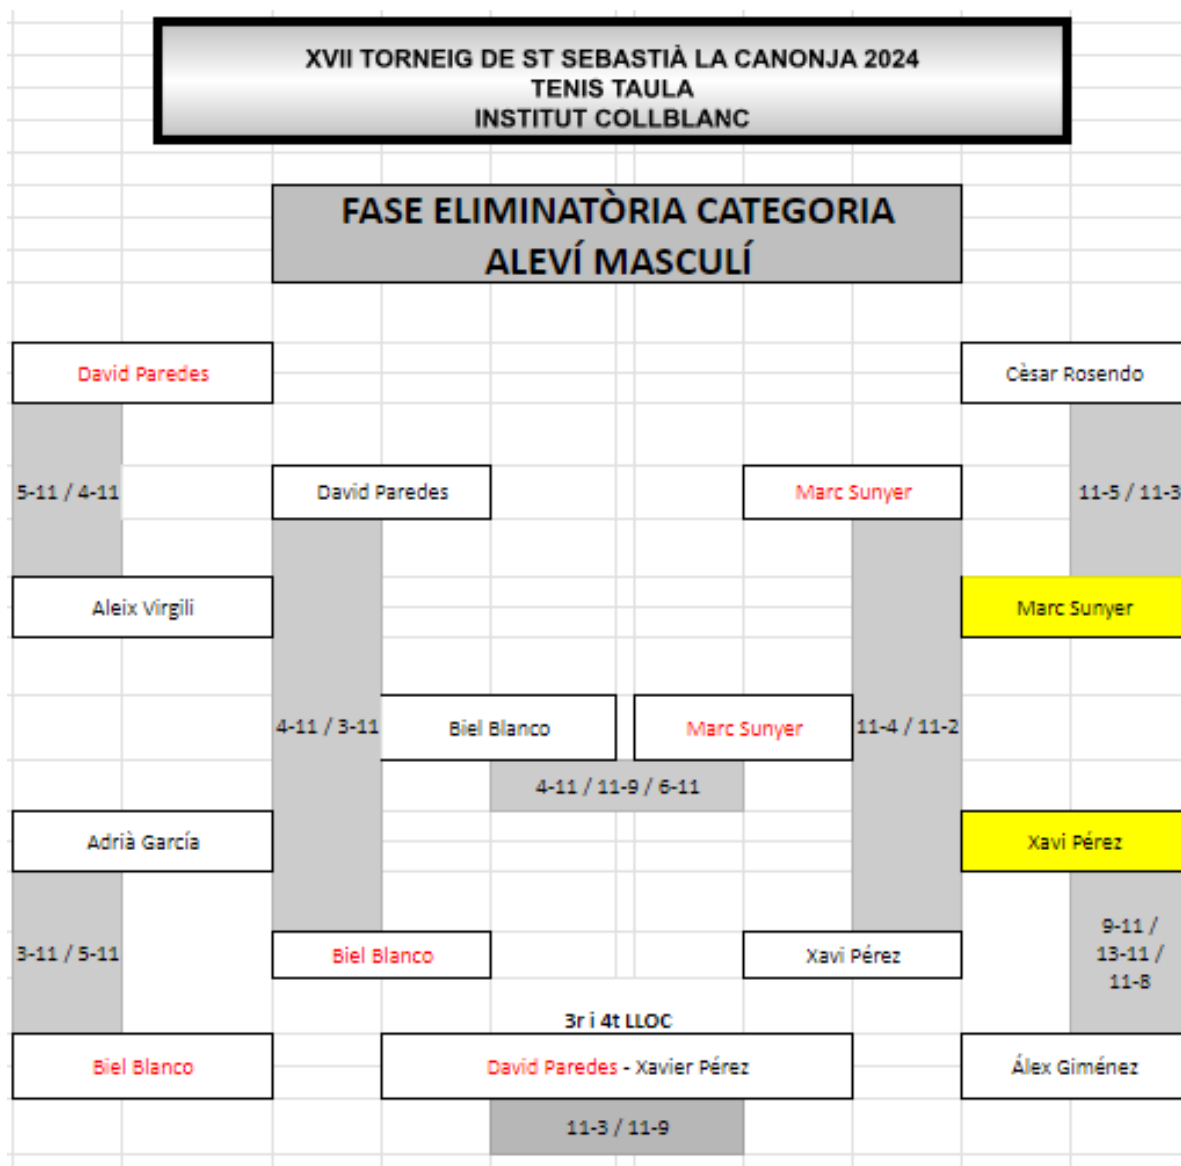 XVII TORNEIG DE ST SEBASTIÀ LA CANONJA 2024
TENIS TAULA
INSTITUT COLLBLANC
FASE ELIMINATÒRIA CATEGORIA
ALEVÍ MASCULÍ
David Paredes
Cèsar Rosendo
5-11 / 4-11
David Paredes
Marc Sunyer
11-5 / 11-3
Aleix Virgili
Marc Sunyer
4-11 / 3-11
Biel Blanco
Marc Sunyer
11-4 / 11-2
4-11 / 11-9 / 6-11
Adrià García
Xavi Pérez
3-11 / 5-11
Biel Blanco
Xavi Pérez
9-11 /
13-11 /
11-8
3r i 4t LLOC
Biel Blanco
David Paredes - Xavier Pérez
Álex Giménez
11-3 / 11-9